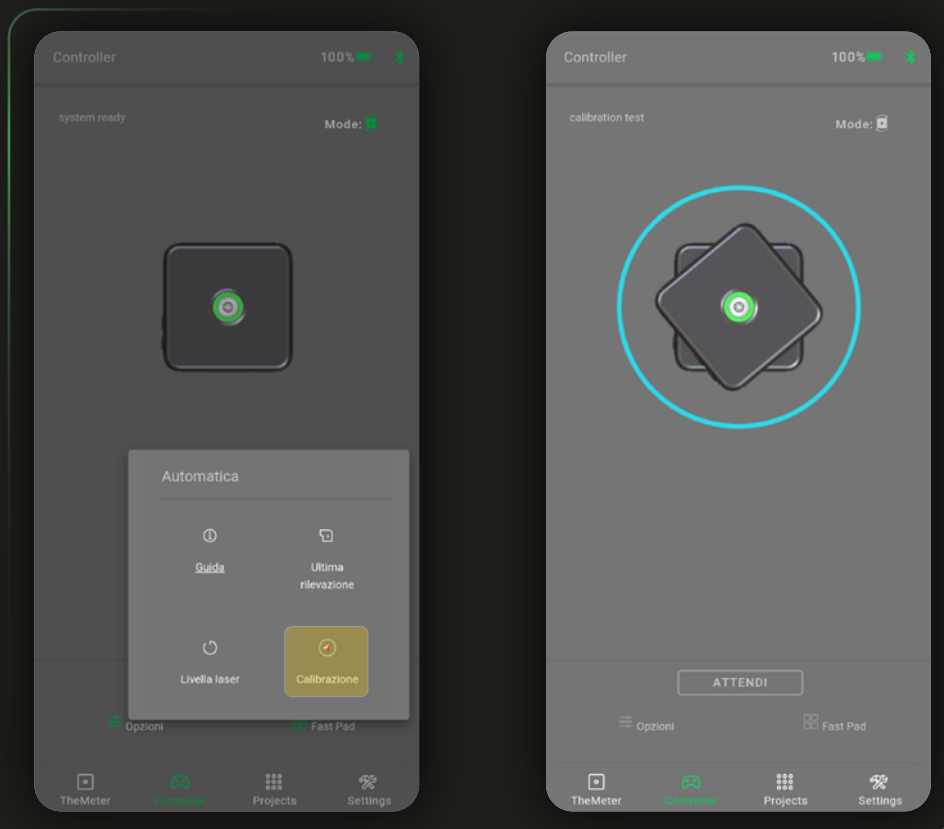 Controller
100%
system ready
Mode:
Automatica
Guida
Ultima
rilevazione
Livella laser
Calibrazione
Opzioni
Fast Pad
TheMeter
Controller
Projects
Settings
Controller
100%
calibration test
Mode:
ATTENDI
Opzioni
Fast Pad
TheMeter
Controller
Projects
Settings